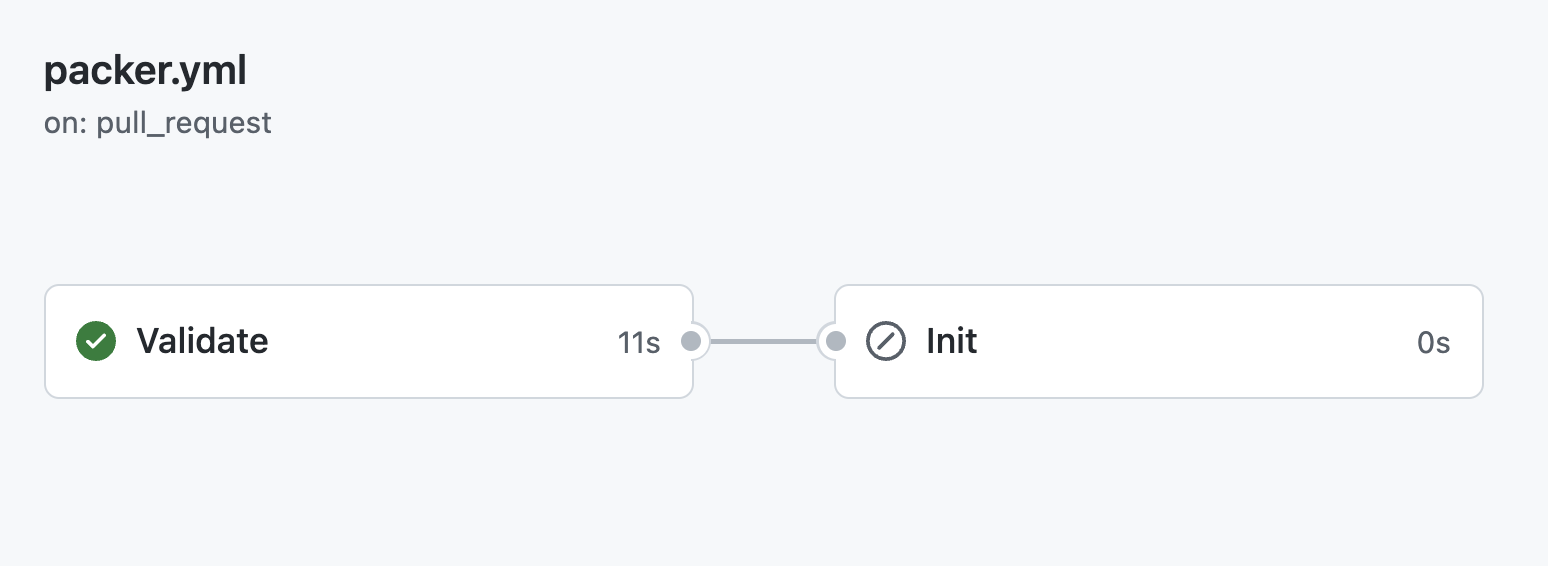 packer.yml
on: pull_request
Validate 11s
Init 0s